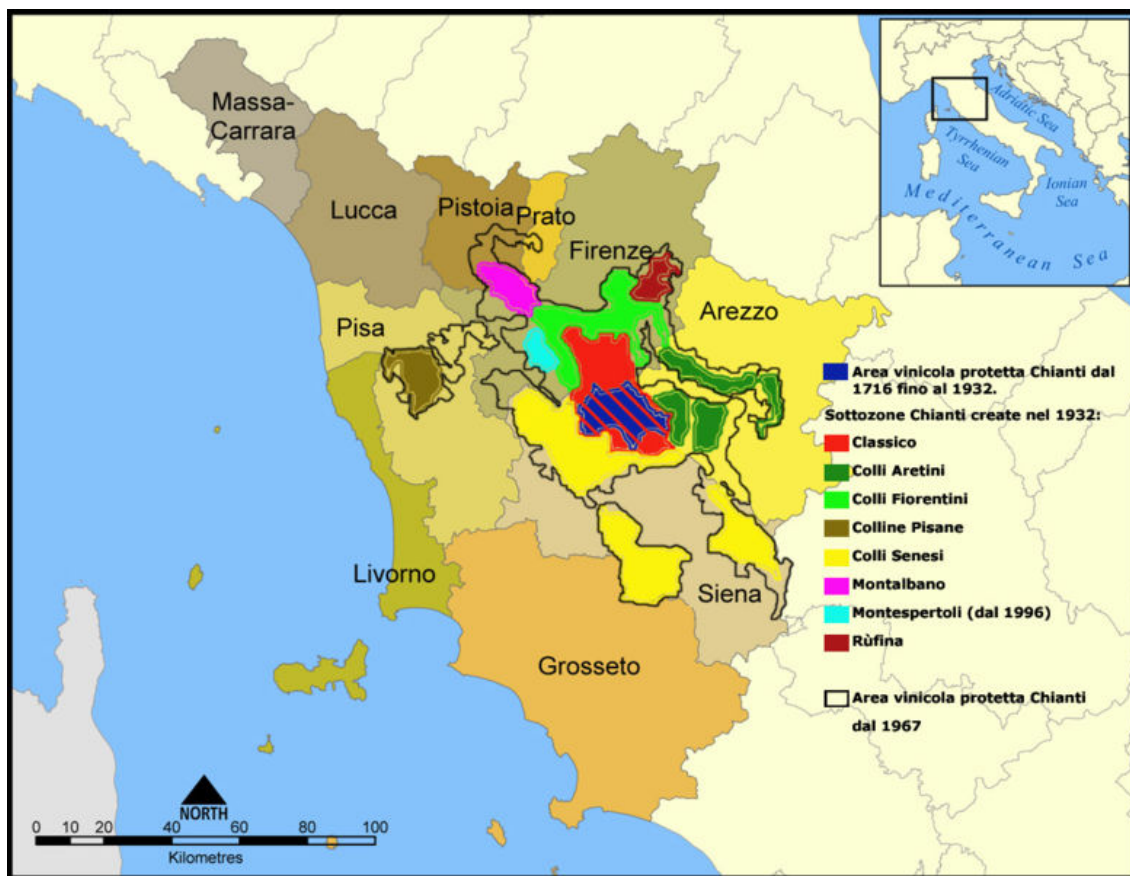 Massa-
Carrara
Lucca
Pistoia
Prato
Firenze
Pisa
Arezzo
Livorno
Siena
Grosseto
Adriatic Sea
Tyrrhenian
Sea
Ionian
Sea
Mediterranean Sea
Area vinicola protetta Chianti dal
1716 fino al 1932.
Sottozone Chianti create nel 1932:
Classico
Colli Aretini
Colli Fiorentini
Colline Pisane
Colli Senesi
Montalbano
Montespertoli (dal 1996)
Rùfina
Area vinicola protetta Chianti
dal 1967
NORTH
0 10 20 40 60 80 100
Kilometres